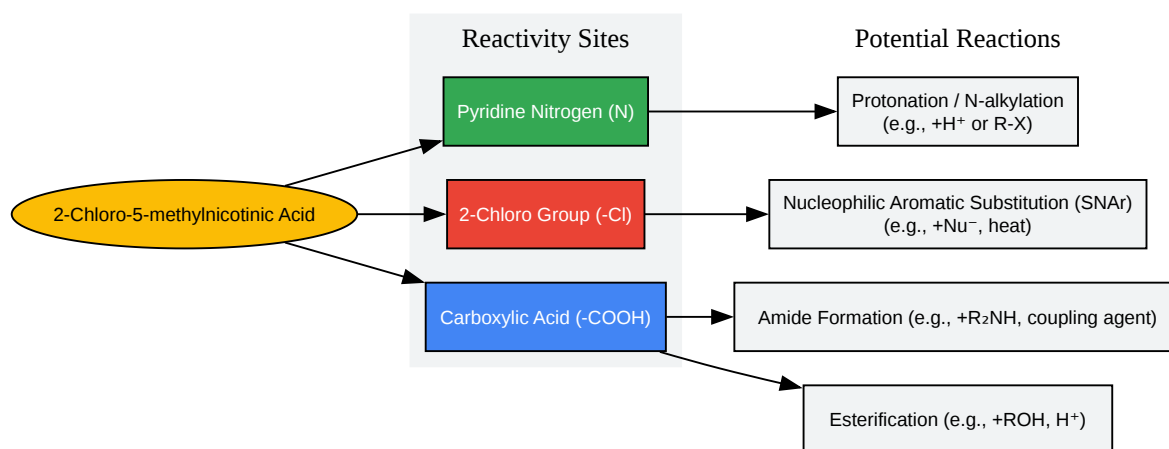 Reactivity Sites
Potential Reactions
Pyridine Nitrogen (N)
Protonation / N-alkylation
(e.g., +H⁺ or R-X)
2-Chloro-5-methylnicotinic Acid
2-Chloro Group (-Cl)
Nucleophilic Aromatic Substitution (SNAr)
(e.g., +Nu⁻, heat)
Carboxylic Acid (-COOH)
Amide Formation (e.g., +R₂NH, coupling agent)
Esterification (e.g., +ROH, H⁺)